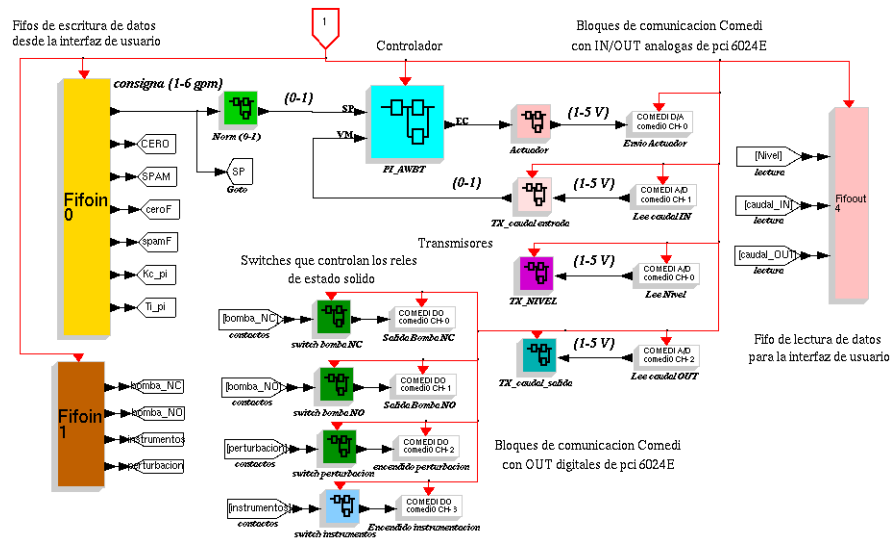 Fifos de escritura de datos
desde la interfaz de usuario
1
Controlador
Bloques de comunicacion Comedi
con IN/OUT analogas de pci 6024E
consigna {1-6 gpm}
{0-1}
Norm (0-1)
SP
VM
EC
PI_AWBT
Actuador
{1-5 V}
COMEDI D/A
comedi0 CH-0
Envio Actuador
Fifoin
0
CERO
SPAM
ceroF
spamF
Kc_pi
Ti_pi
SP
Goto
{0-1}
TX_caudal entrada
{1-5 V}
COMEDI A/D
comedi0 CH-1
Lee caudal IN
[Nivel]
lectura
[caudal_IN]
lectura
[caudal_OUT]
lectura
Fifoout
4
Transmisores
Switches que controlan los reles
de estado solido
TX_NIVEL
{1-5 V}
COMEDI A/D
comedi0 CH-0
Lee Nivel
[bomba_NC]
contactos
switch bomba NC
COMEDI DO
comedi0 CH-0
Salida Bomba NC
TX_caudal_salida
{1-5 V}
COMEDI A/D
comedi0 CH-2
Lee caudal OUT
Fifo de lectura de datos
para la interfaz de usuario
Fifoin
1
bomba_NC
bomba_NO
instrumentos
perturbacion
[bomba_NO]
contactos
switch bomba NO
COMEDI DO
comedi0 CH-1
Salida Bomba NO
[perturbacion]
contactos
switch perturbacion
COMEDI DO
comedi0 CH-2
encendido perturbacion
Bloques de comunicacion Comedi
con OUT digitales de pci 6024E
[instrumentos]
contactos
switch instrumentos
COMEDI DO
comedi0 CH-3
Encendido instrumentacion